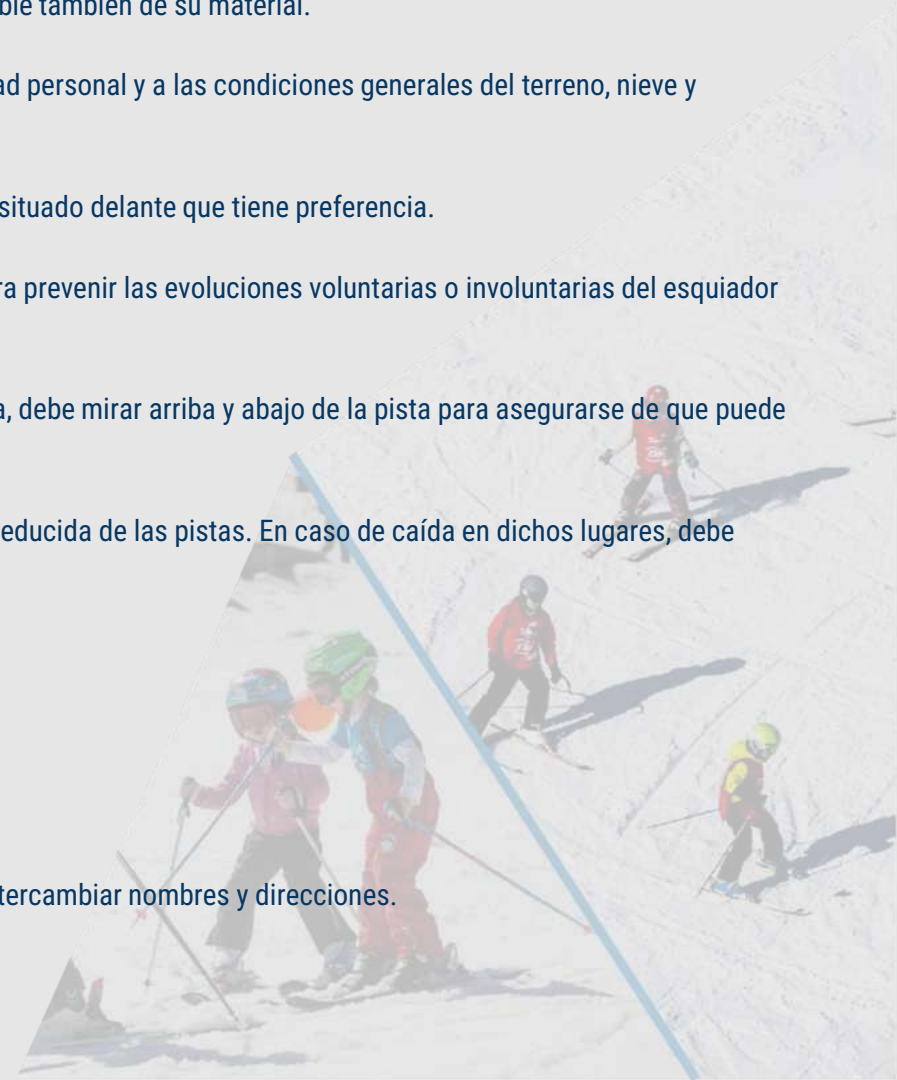 ble también de su material.
ad personal y a las condiciones generales del terreno, nieve y
situado delante que tiene preferencia.
ra prevenir las evoluciones voluntarias o involuntarias del esquiador
a, debe mirar arriba y abajo de la pista para asegurarse de que puede
educida de las pistas. En caso de caída en dichos lugares, debe
tercambiar nombres y direcciones.